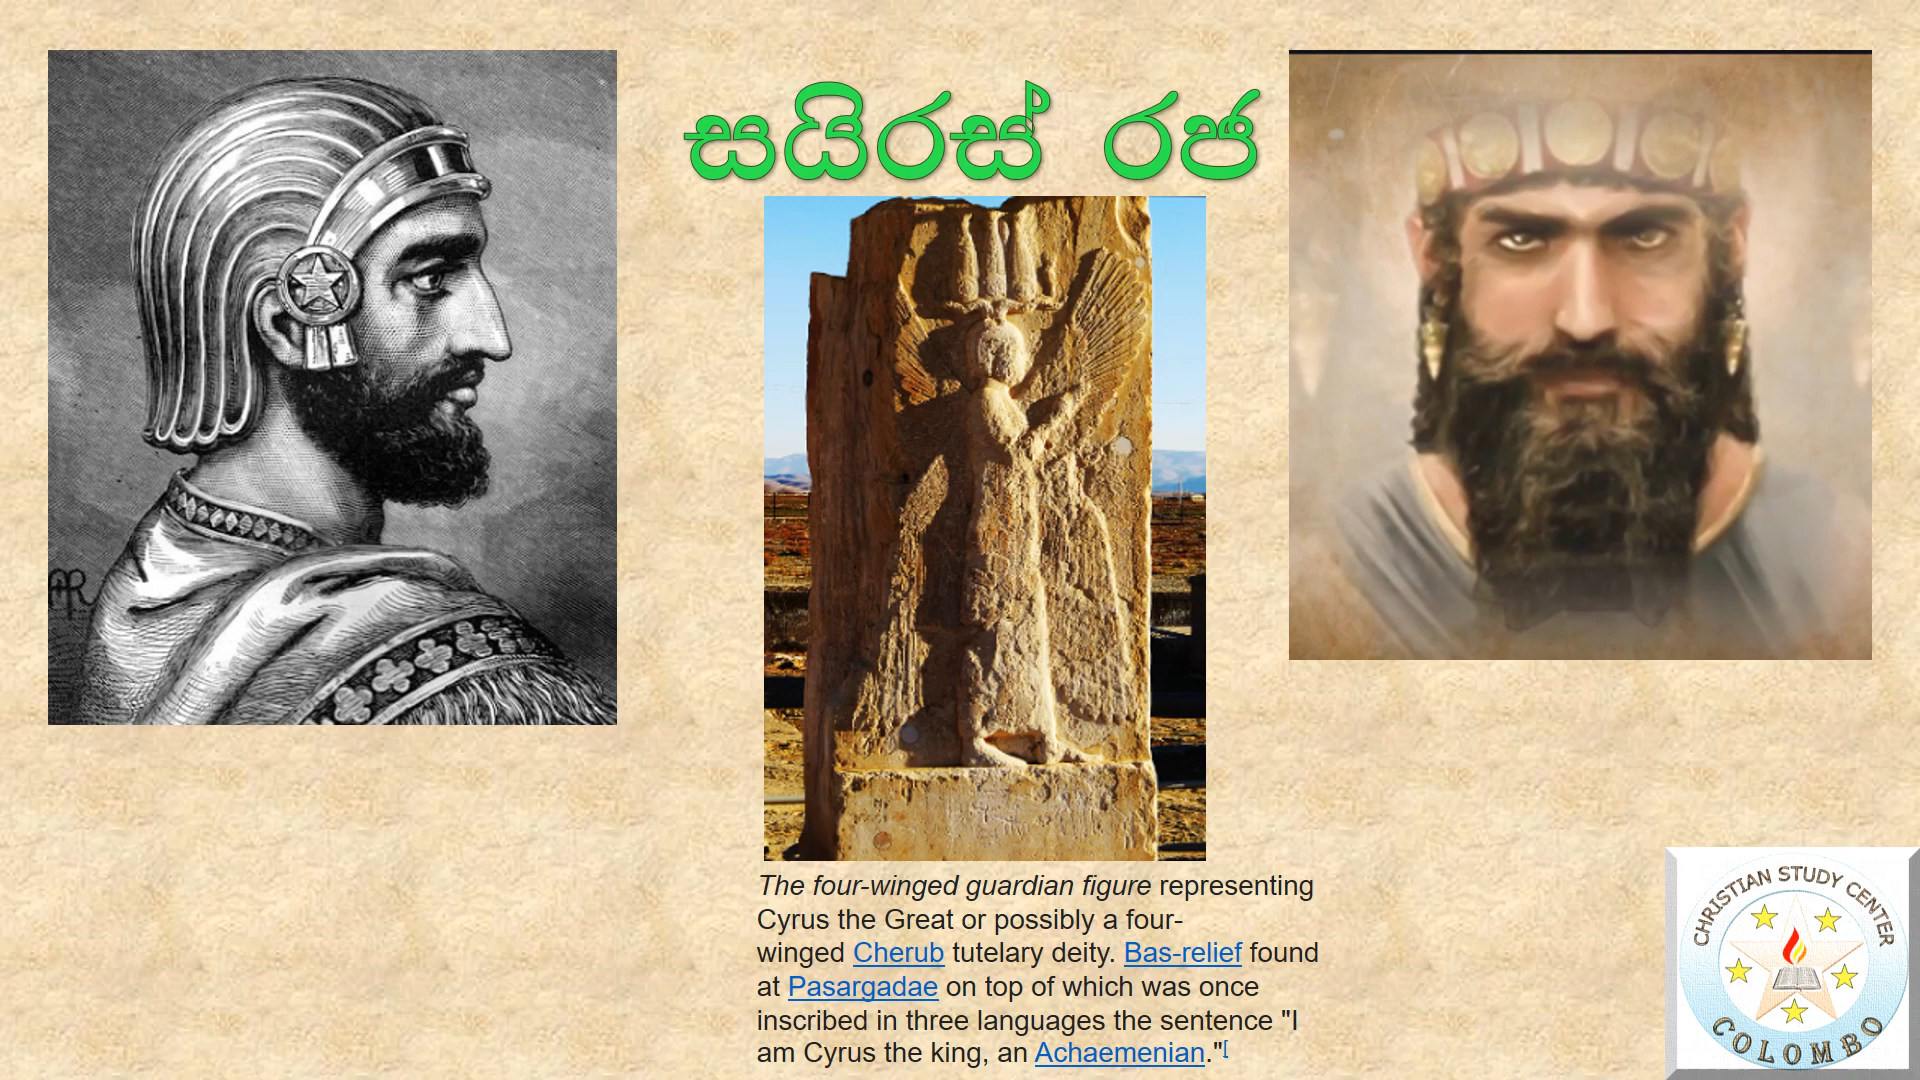 සයිරස් රජ
The four-winged guardian figure representing
Cyrus the Great or possibly a four-
winged Cherub tutelary deity. Bas-relief found
at Pasargadae on top of which was once
inscribed in three languages the sentence "I
am Cyrus the king, an Achaemenian."[
CHRISTIAN STUDY CENTER
COLOMBO
AR